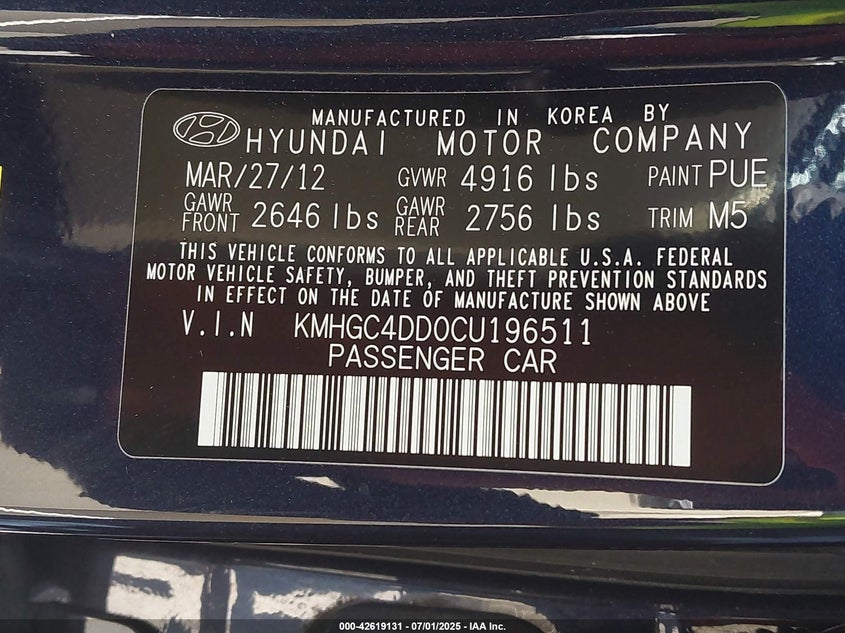 MANUFACTURED IN KOREA BY
HYUNDAI MOTOR COMPANY
MAR/27/12 GVWR 4916 lbs PAINT PUE
GAWR FRONT 2646 lbs GAWR REAR 2756 lbs TRIM M5
THIS VEHICLE CONFORMS TO ALL APPLICABLE U.S.A. FEDERAL
MOTOR VEHICLE SAFETY, BUMPER, AND THEFT PREVENTION STANDARDS
IN EFFECT ON THE DATE OF MANUFACTURE SHOWN ABOVE
V.I.N KMHGC4DD0CU196511
PASSENGER CAR
000-42619131 - 07/01/2025 - IAA Inc.